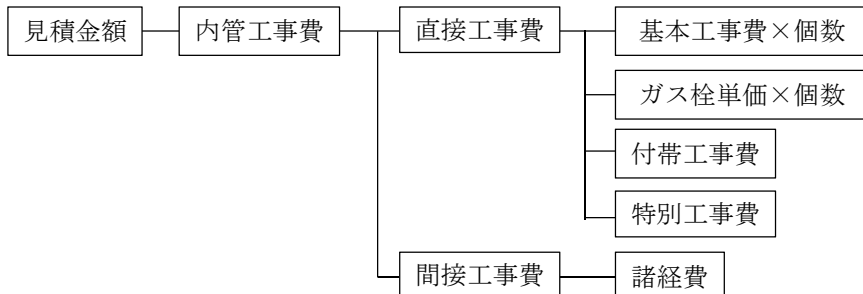 見積金額
内管工事費
直接工事費
基本工事費×個数
ガス栓単価×個数
付帯工事費
特別工事費
間接工事費
諸経費